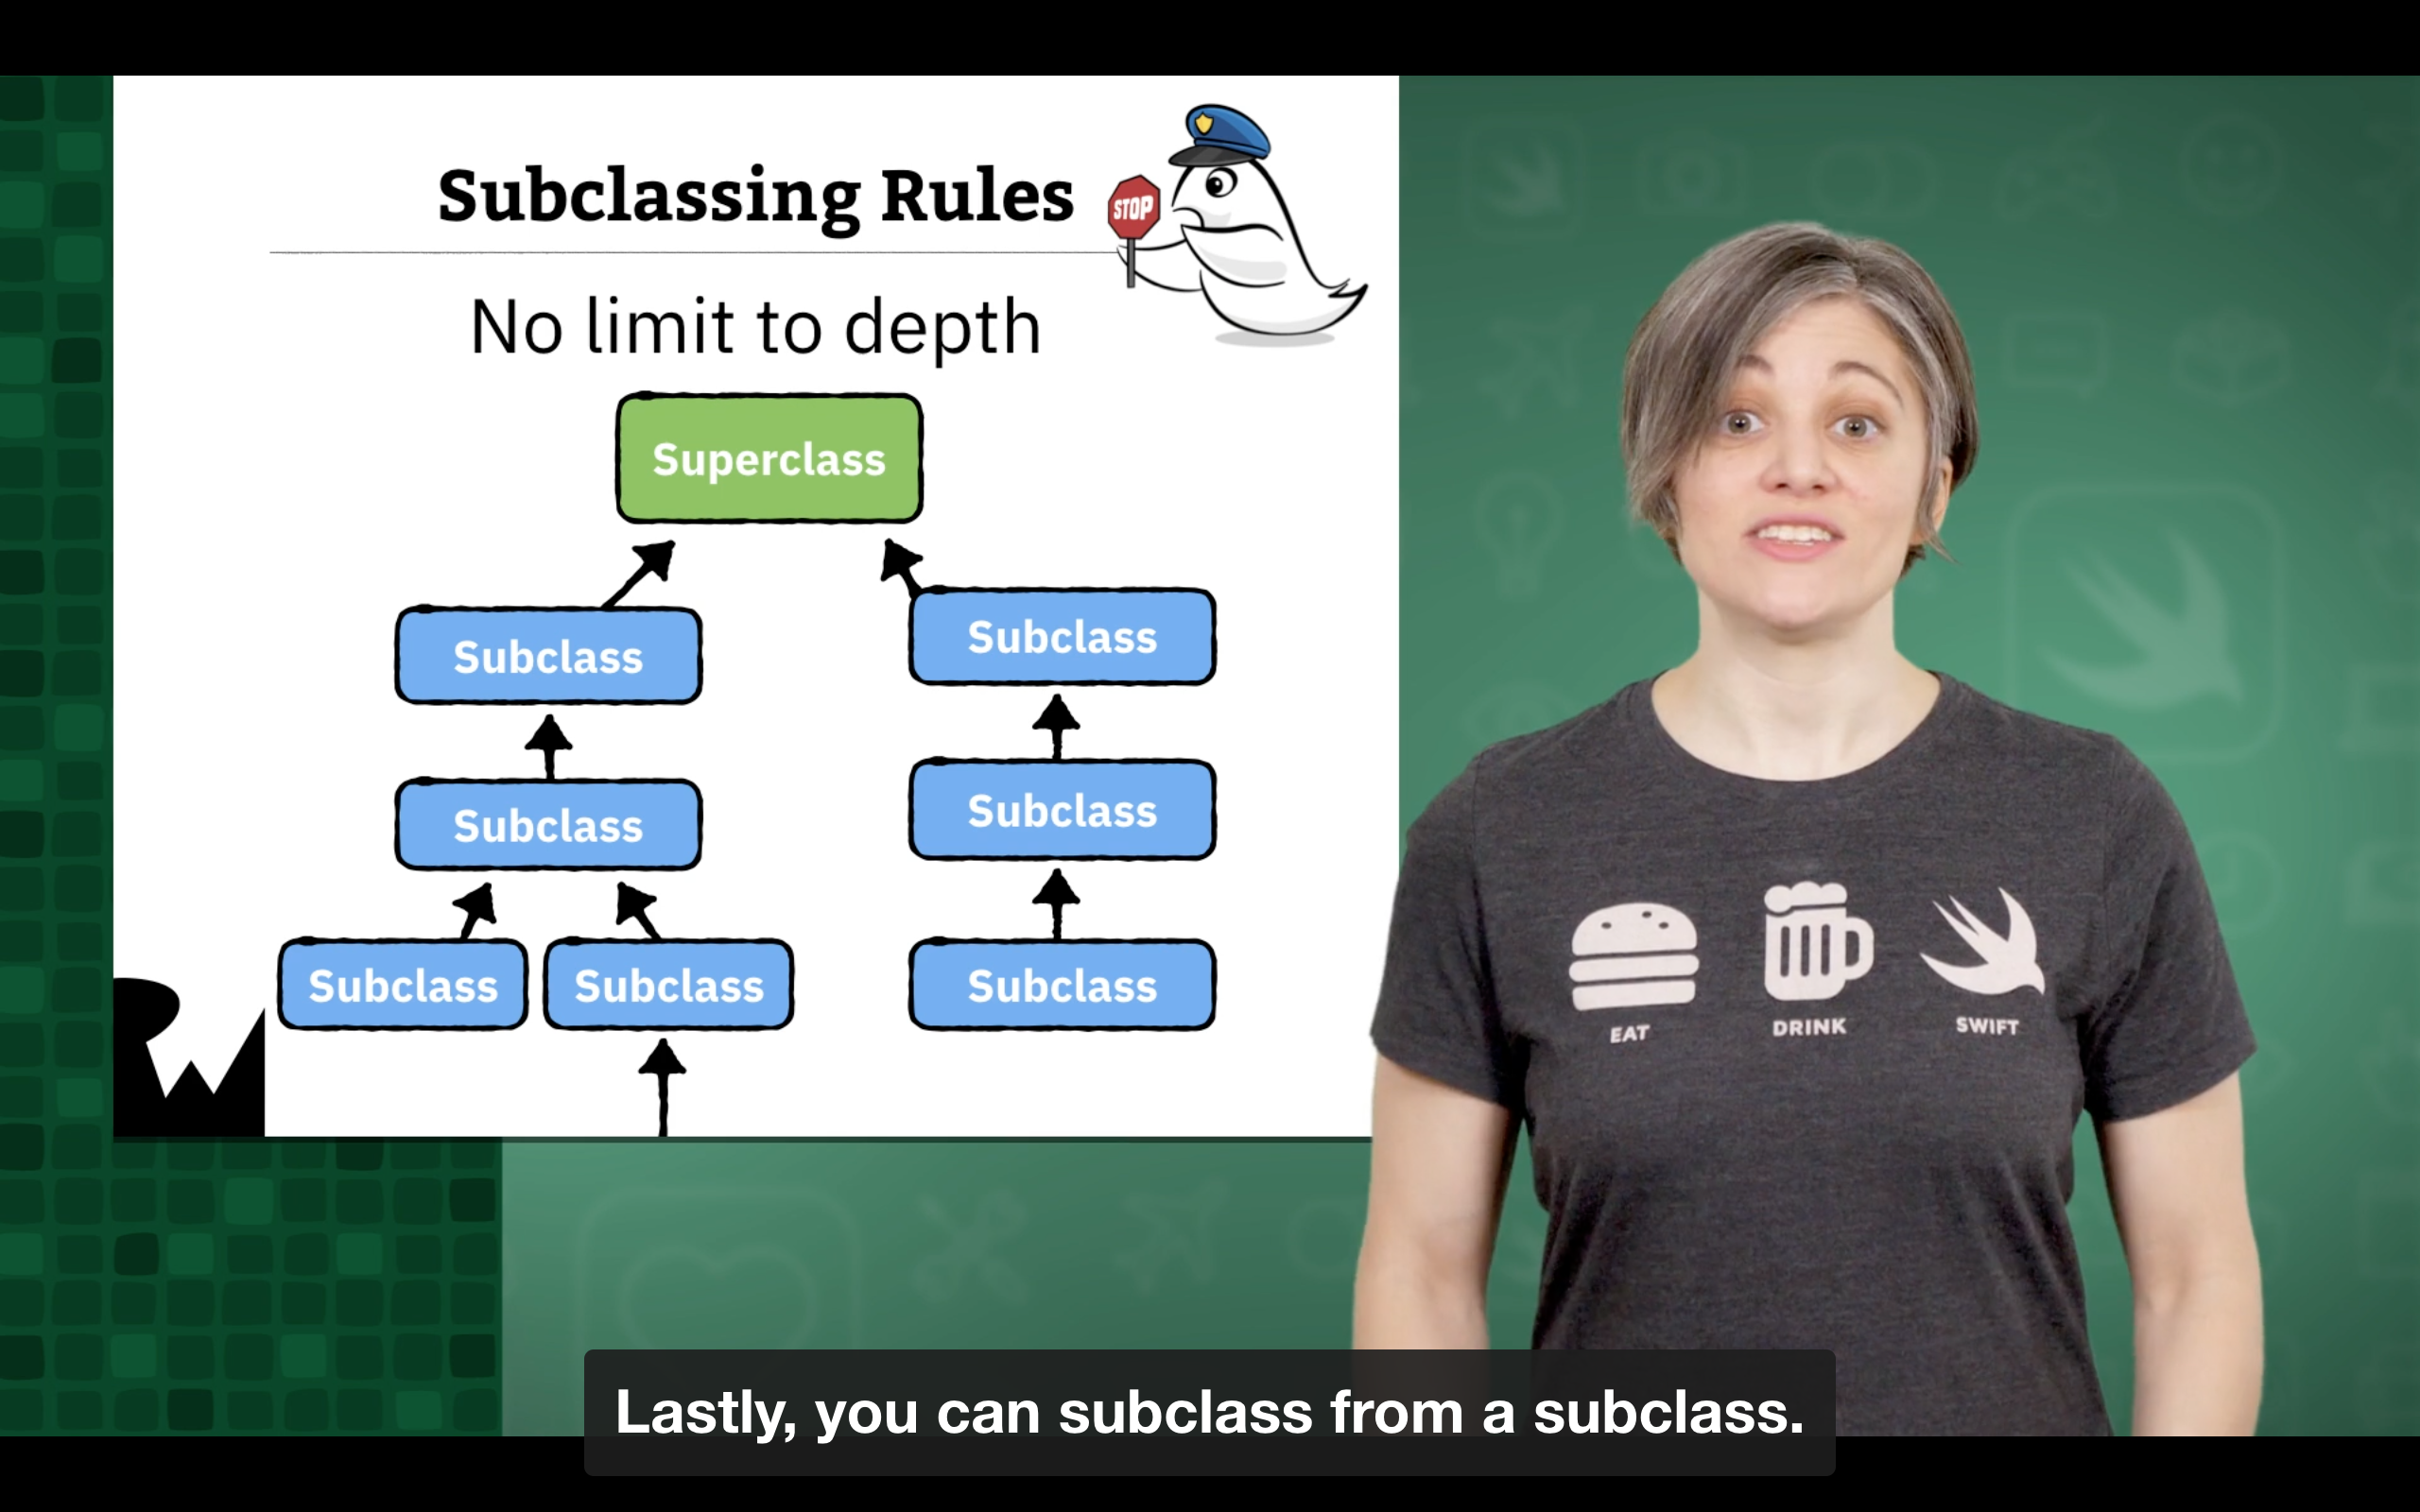 Subclassing Rules
STOP
No limit to depth
Superclass
Subclass
Subclass
Subclass
Subclass
Subclass
Subclass
Subclass
EAT
DRINK
SWIFT
Lastly, you can subclass from a subclass.